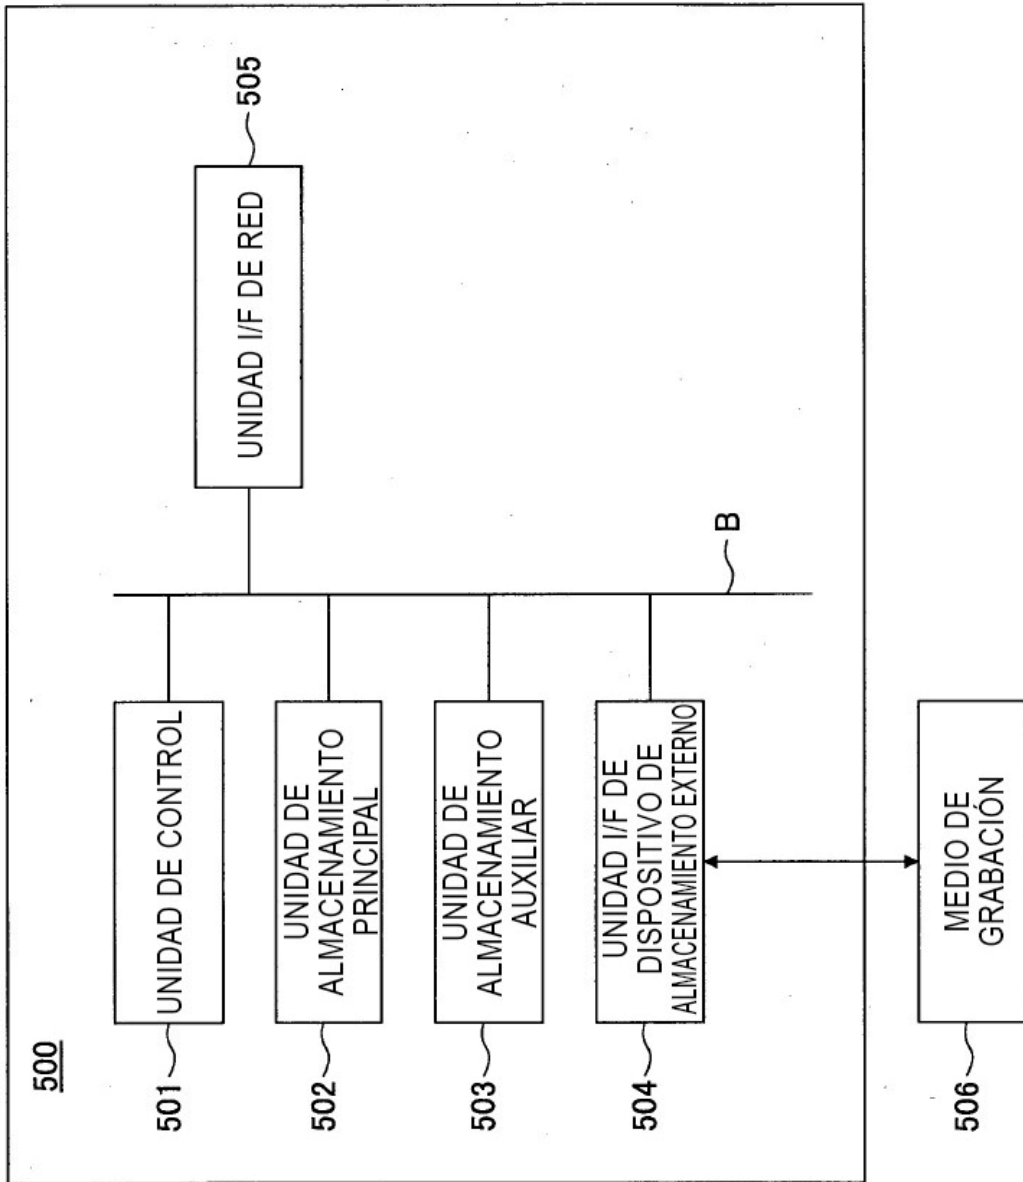 500
501
UNIDAD DE CONTROL
502
UNIDAD DE
ALMACENAMIENTO
PRINCIPAL
503
UNIDAD DE
ALMACENAMIENTO
AUXILIAR
504
UNIDAD I/F DE
DISPOSITIVO DE
ALMACENAMIENTO EXTERNO
506
MEDIO DE
GRABACIÓN
B
UNIDAD I/F DE RED
505